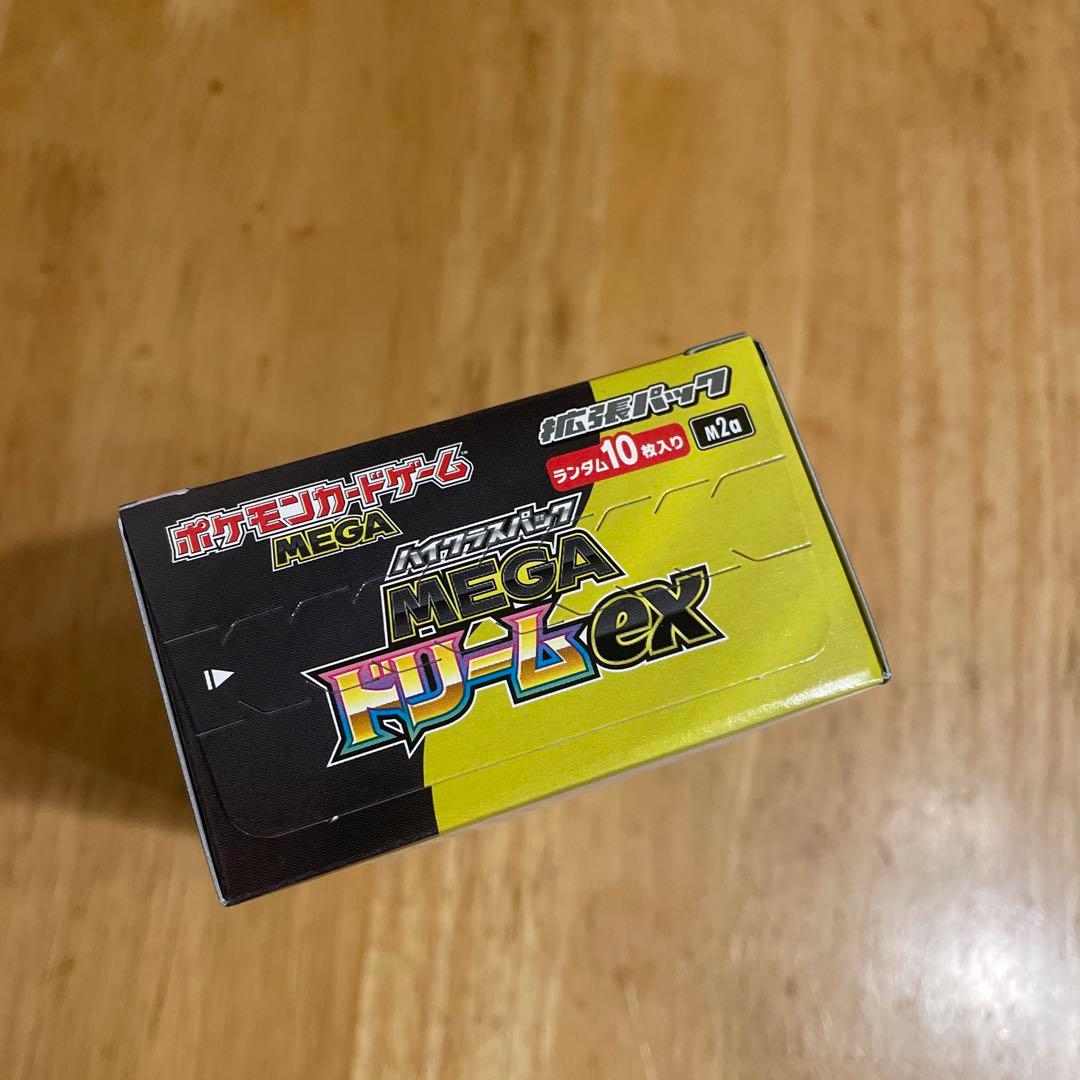 拡張パック
ランダム10枚入り M2a
ポケモンカードゲーム™
MEGA
ハイクラスパック
MEGA
ドリームex